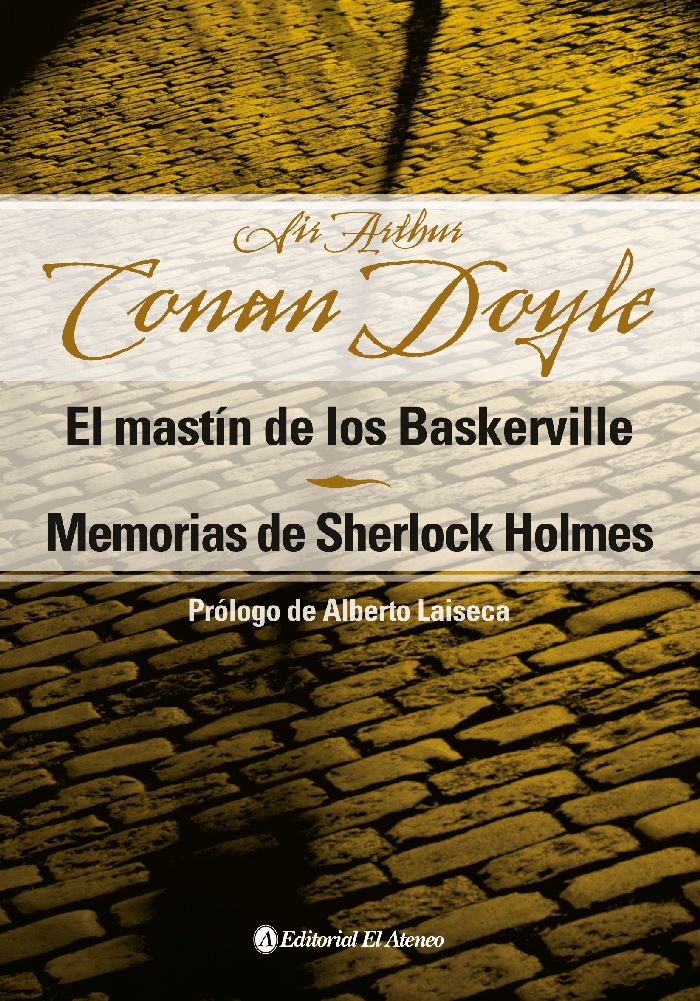 Sir Arthur
Conan Doyle
El mastín de los Baskerville
Memorias de Sherlock Holmes
Prólogo de Alberto Laiseca
Editorial El Ateneo